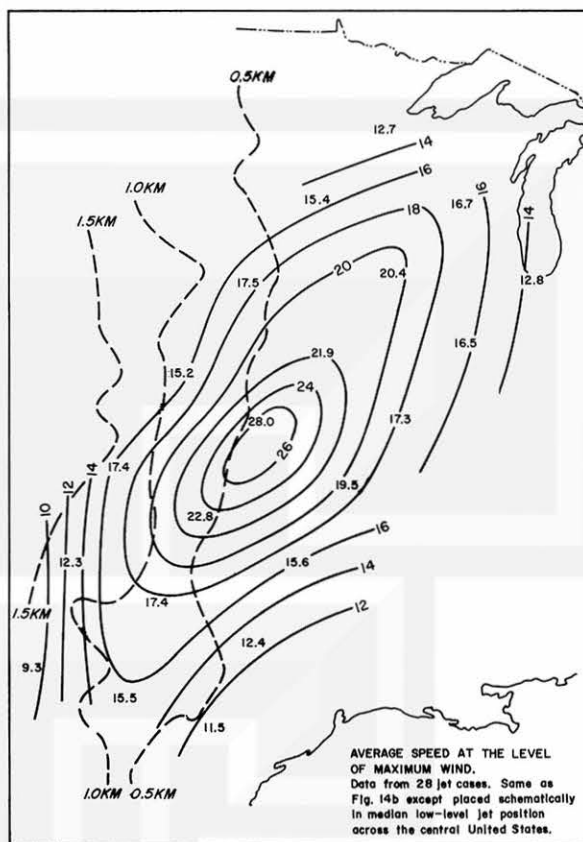 0.5KM
12.7
14
1.0KM
16
15.4
16.7
16
1.5KM
18
14
17.5
20
20.4
12.8
21.9
16.5
15.2
24
28.0
17.3
26
14
17.4
12
19.5
10
22.8
16
12.3
15.6
14
1.5KM
17.4
12
12.4
9.3
15.5
11.5
1.0KM
0.5KM
AVERAGE SPEED AT THE LEVEL
OF MAXIMUM WIND.
Data from 28 jet cases. Same as
Fig. 14b except placed schematically
in median low-level jet position
across the central United States.